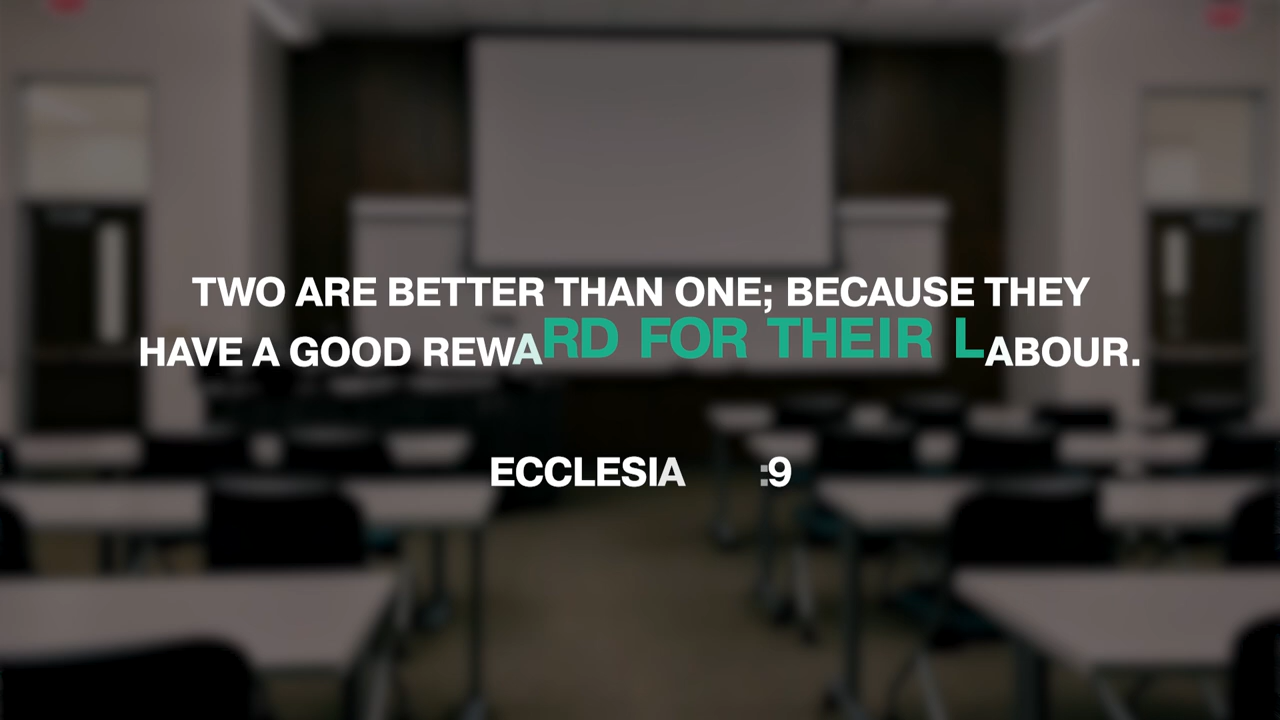 TWO ARE BETTER THAN ONE; BECAUSE THEY
HAVE A GOOD REWARD FOR THEIR LABOUR.
ECCLESIA :9